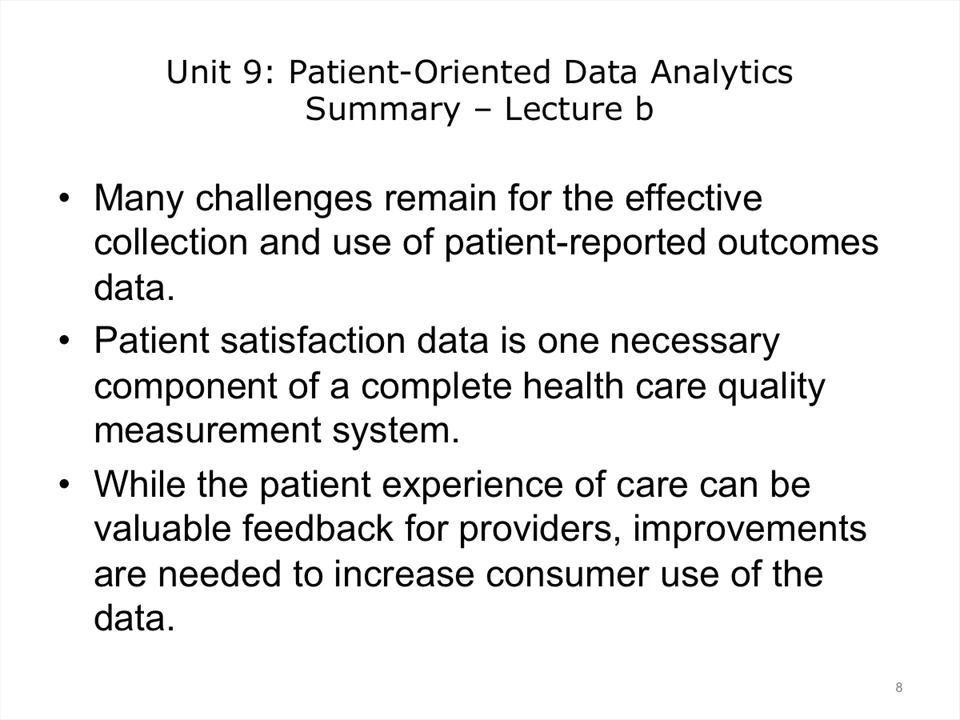 Unit 9: Patient-Oriented Data Analytics
Summary – Lecture b
• Many challenges remain for the effective
collection and use of patient-reported outcomes
data.
• Patient satisfaction data is one necessary
component of a complete health care quality
measurement system.
• While the patient experience of care can be
valuable feedback for providers, improvements
are needed to increase consumer use of the
data.
8